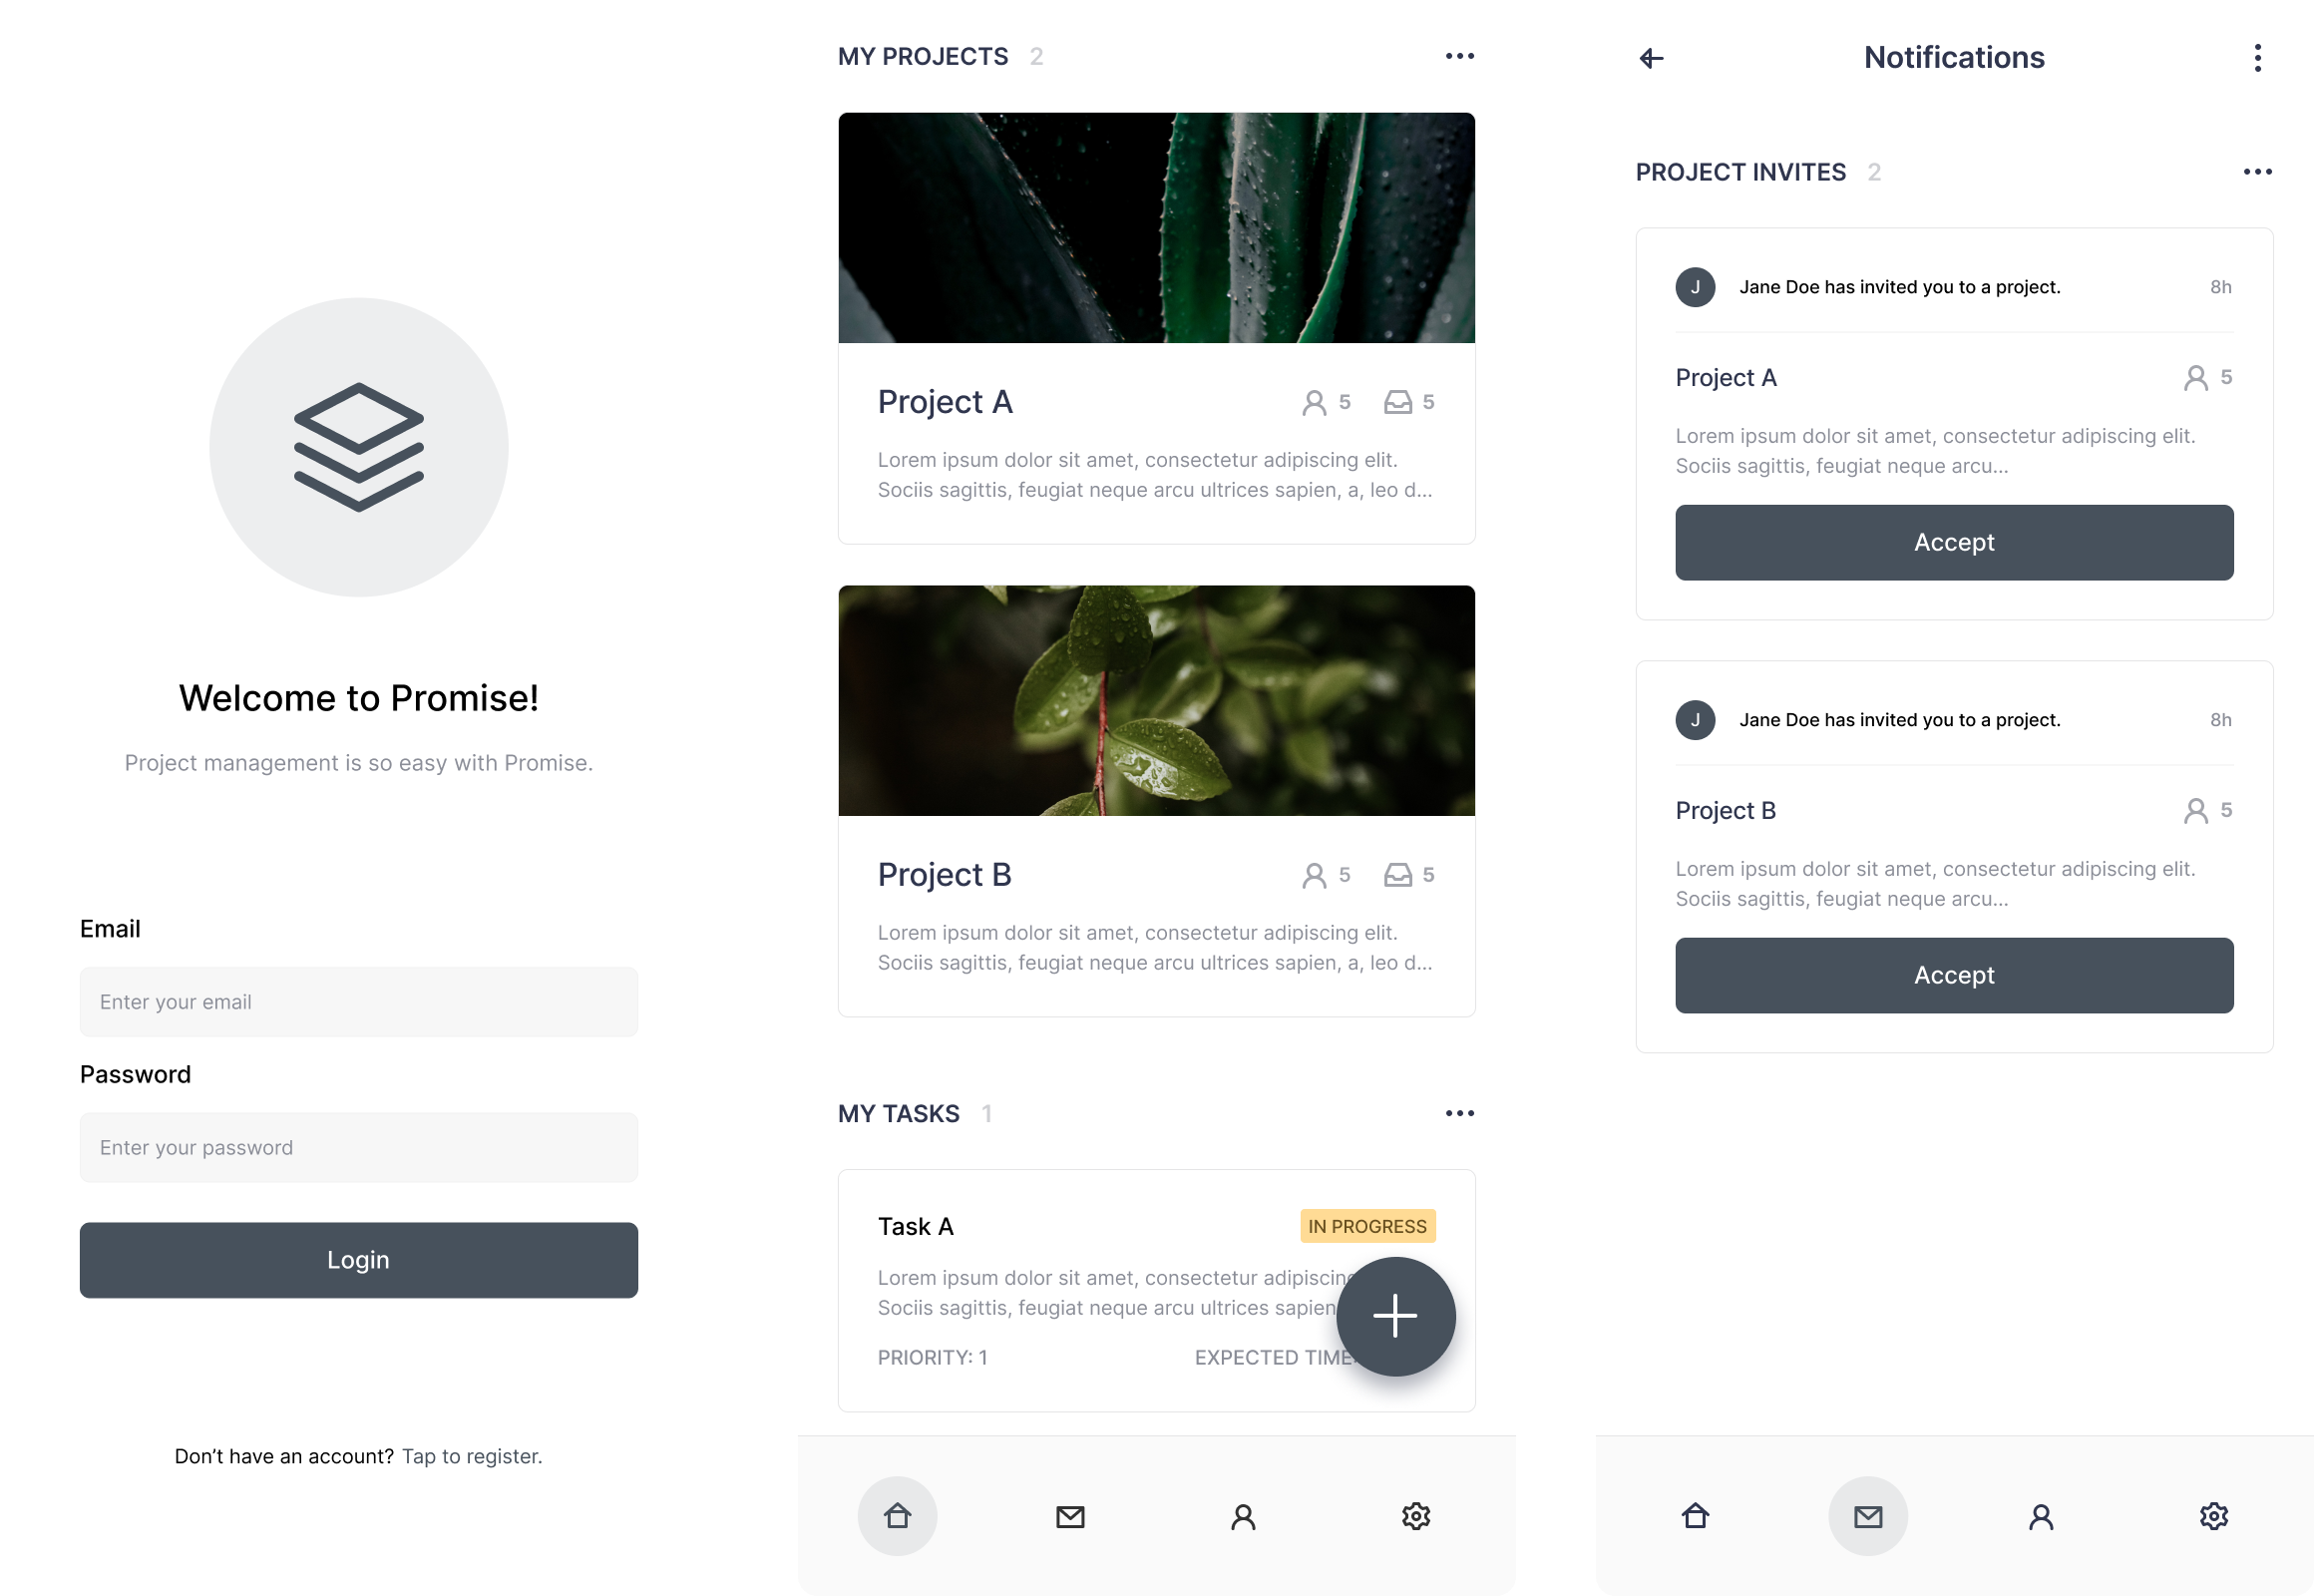 Welcome to Promise!
Project management is so easy with Promise.
Email
Enter your email
Password
Enter your password
Login
Don’t have an account? Tap to register.
MY PROJECTS 2
Project A 5 5
Lorem ipsum dolor sit amet, consectetur adipiscing elit.
Sociis sagittis, feugiat neque arcu ultrices sapien, a, leo d...
Project B 5 5
Lorem ipsum dolor sit amet, consectetur adipiscing elit.
Sociis sagittis, feugiat neque arcu ultrices sapien, a, leo d...
MY TASKS 1
Task A IN PROGRESS
Lorem ipsum dolor sit amet, consectetur adipiscing
Sociis sagittis, feugiat neque arcu ultrices sapien
PRIORITY: 1 EXPECTED TIME:
Notifications
PROJECT INVITES 2
J Jane Doe has invited you to a project. 8h
Project A 5
Lorem ipsum dolor sit amet, consectetur adipiscing elit.
Sociis sagittis, feugiat neque arcu...
Accept
J Jane Doe has invited you to a project. 8h
Project B 5
Lorem ipsum dolor sit amet, consectetur adipiscing elit.
Sociis sagittis, feugiat neque arcu...
Accept